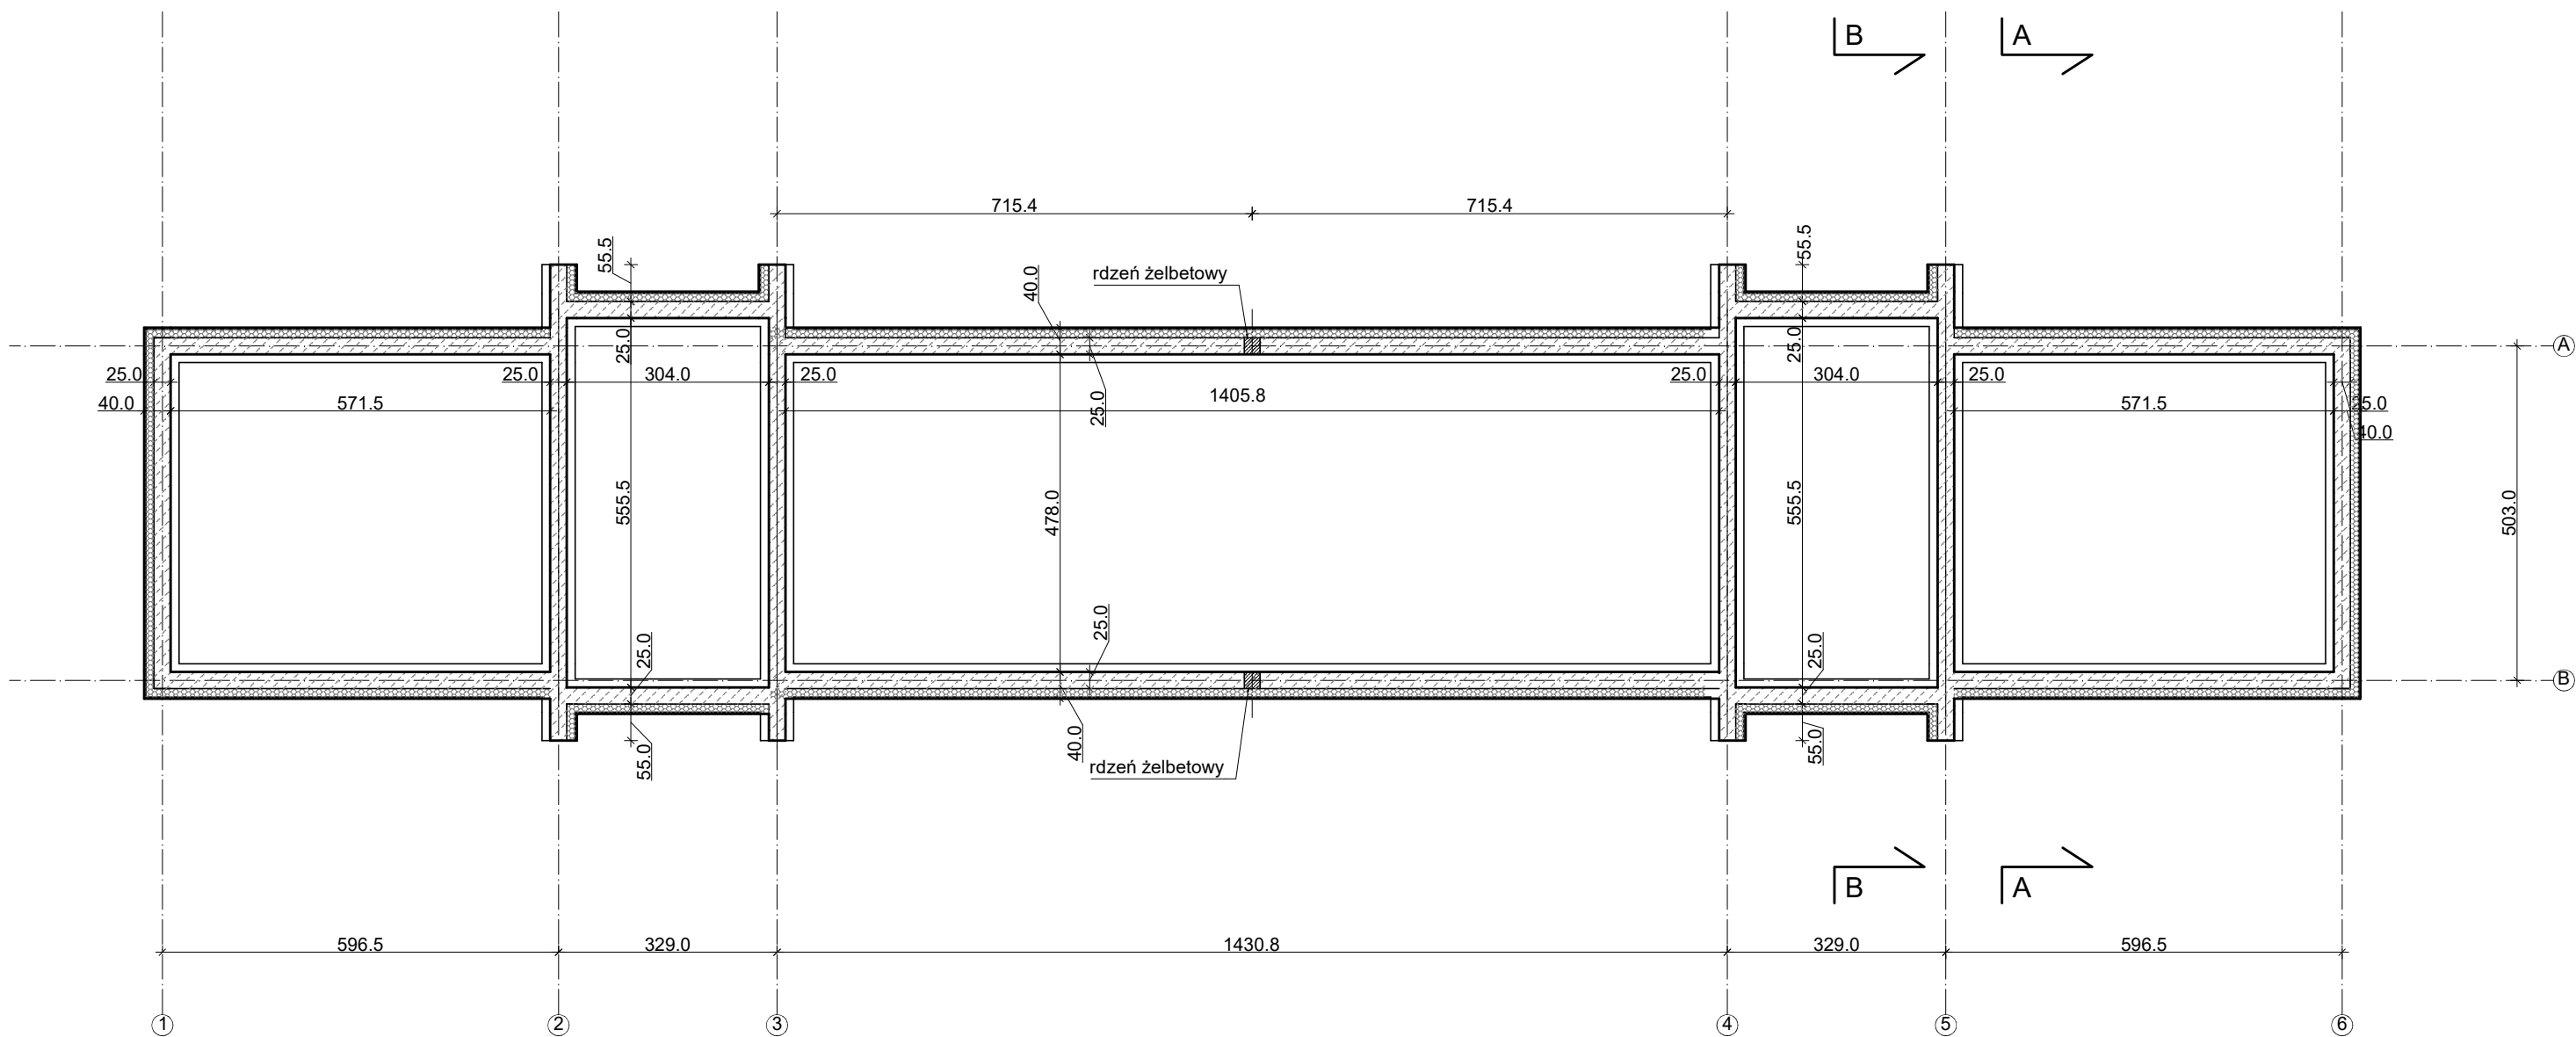 B A
715.4 715.4
55.5 55.5
40.0 rdzeń żelbetowy
25.0 25.0 A
25.0 25.0 304.0 25.0 25.0 304.0 25.0
40.0 571.5 1405.8 25.0 571.5 25.0
40.0
555.5 478.0 555.5 503.0
25.0 25.0 25.0
B
55.0 40.0 55.0
rdzeń żelbetowy
B A
596.5 329.0 1430.8 329.0 596.5
1 2 3 4 5 6